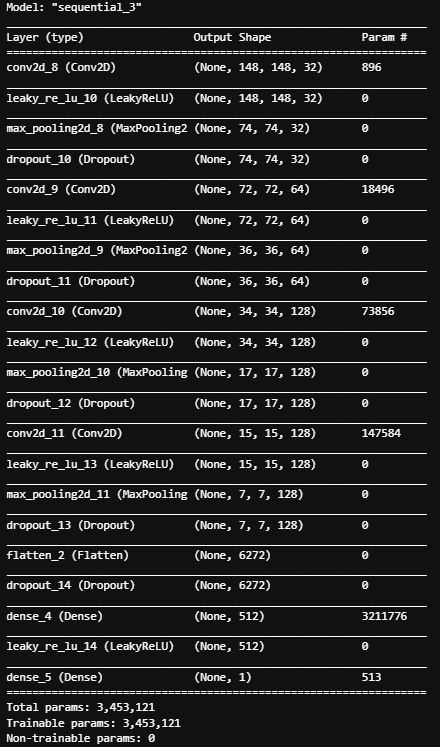 Model: "sequential_3"
Layer (type) Output Shape Param #
conv2d_8 (Conv2D) (None, 148, 148, 32) 896
leaky_re_lu_10 (LeakyReLU) (None, 148, 148, 32) 0
max_pooling2d_8 (MaxPooling2 (None, 74, 74, 32) 0
dropout_10 (Dropout) (None, 74, 74, 32) 0
conv2d_9 (Conv2D) (None, 72, 72, 64) 18496
leaky_re_lu_11 (LeakyReLU) (None, 72, 72, 64) 0
max_pooling2d_9 (MaxPooling2 (None, 36, 36, 64) 0
dropout_11 (Dropout) (None, 36, 36, 64) 0
conv2d_10 (Conv2D) (None, 34, 34, 128) 73856
leaky_re_lu_12 (LeakyReLU) (None, 34, 34, 128) 0
max_pooling2d_10 (MaxPooling (None, 17, 17, 128) 0
dropout_12 (Dropout) (None, 17, 17, 128) 0
conv2d_11 (Conv2D) (None, 15, 15, 128) 147584
leaky_re_lu_13 (LeakyReLU) (None, 15, 15, 128) 0
max_pooling2d_11 (MaxPooling (None, 7, 7, 128) 0
dropout_13 (Dropout) (None, 7, 7, 128) 0
flatten_2 (Flatten) (None, 6272) 0
dropout_14 (Dropout) (None, 6272) 0
dense_4 (Dense) (None, 512) 3211776
leaky_re_lu_14 (LeakyReLU) (None, 512) 0
dense_5 (Dense) (None, 1) 513
Total params: 3,453,121
Trainable params: 3,453,121
Non-trainable params: 0